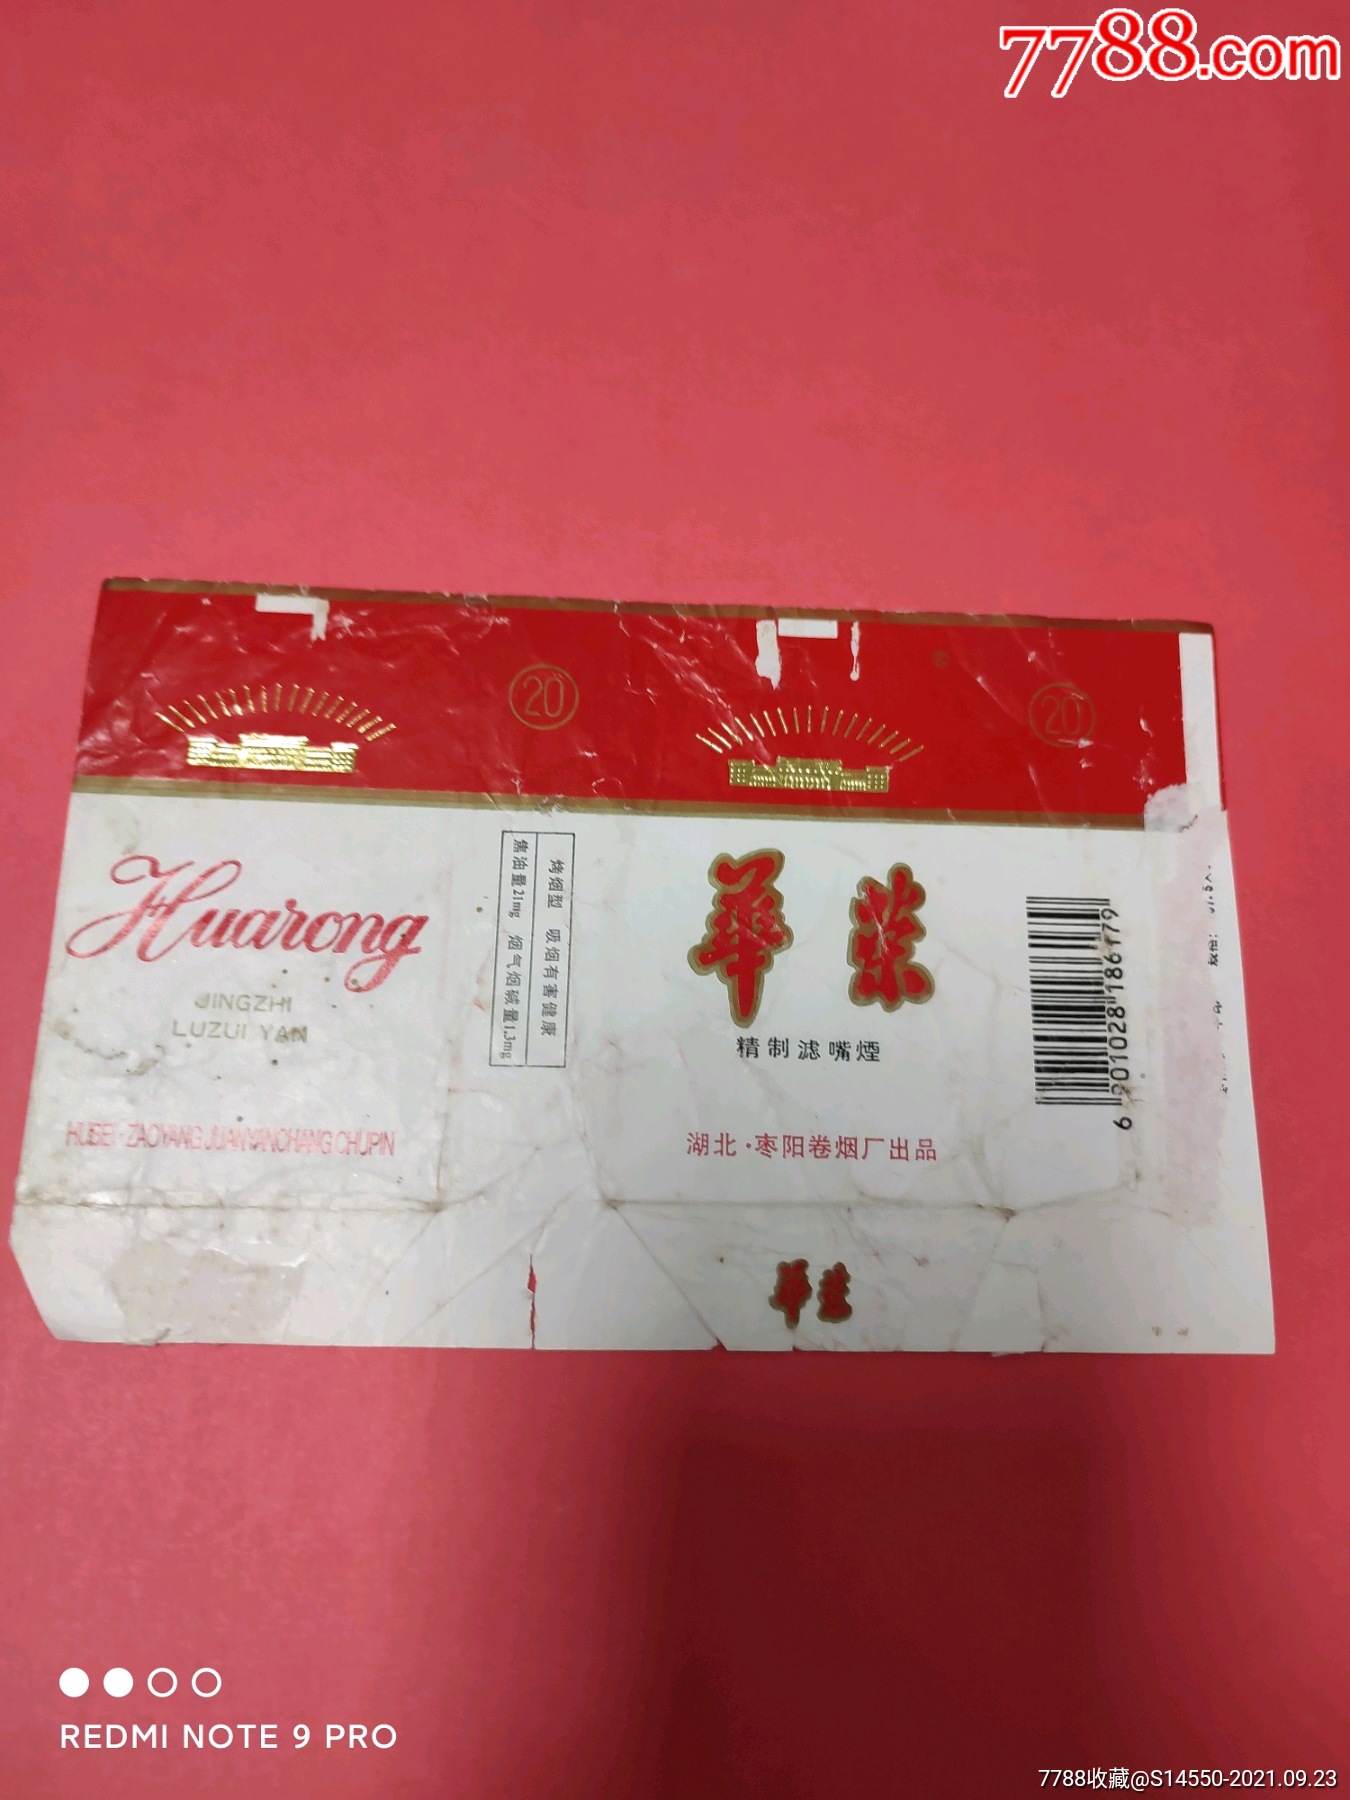 7788.com
20
20
Huarong
JINGZHI
LUZUI YAN
HUBEI·ZAOYANG JUANYANCHANG CHUPIN
烤烟型 吸烟有害健康
焦油量21mg 烟气烟碱量1.3mg
華荣
精制滤嘴煙
湖北·枣阳卷烟厂出品
6901028186179
華荣
REDMI NOTE 9 PRO
7788收藏@S14550-2021.09.23